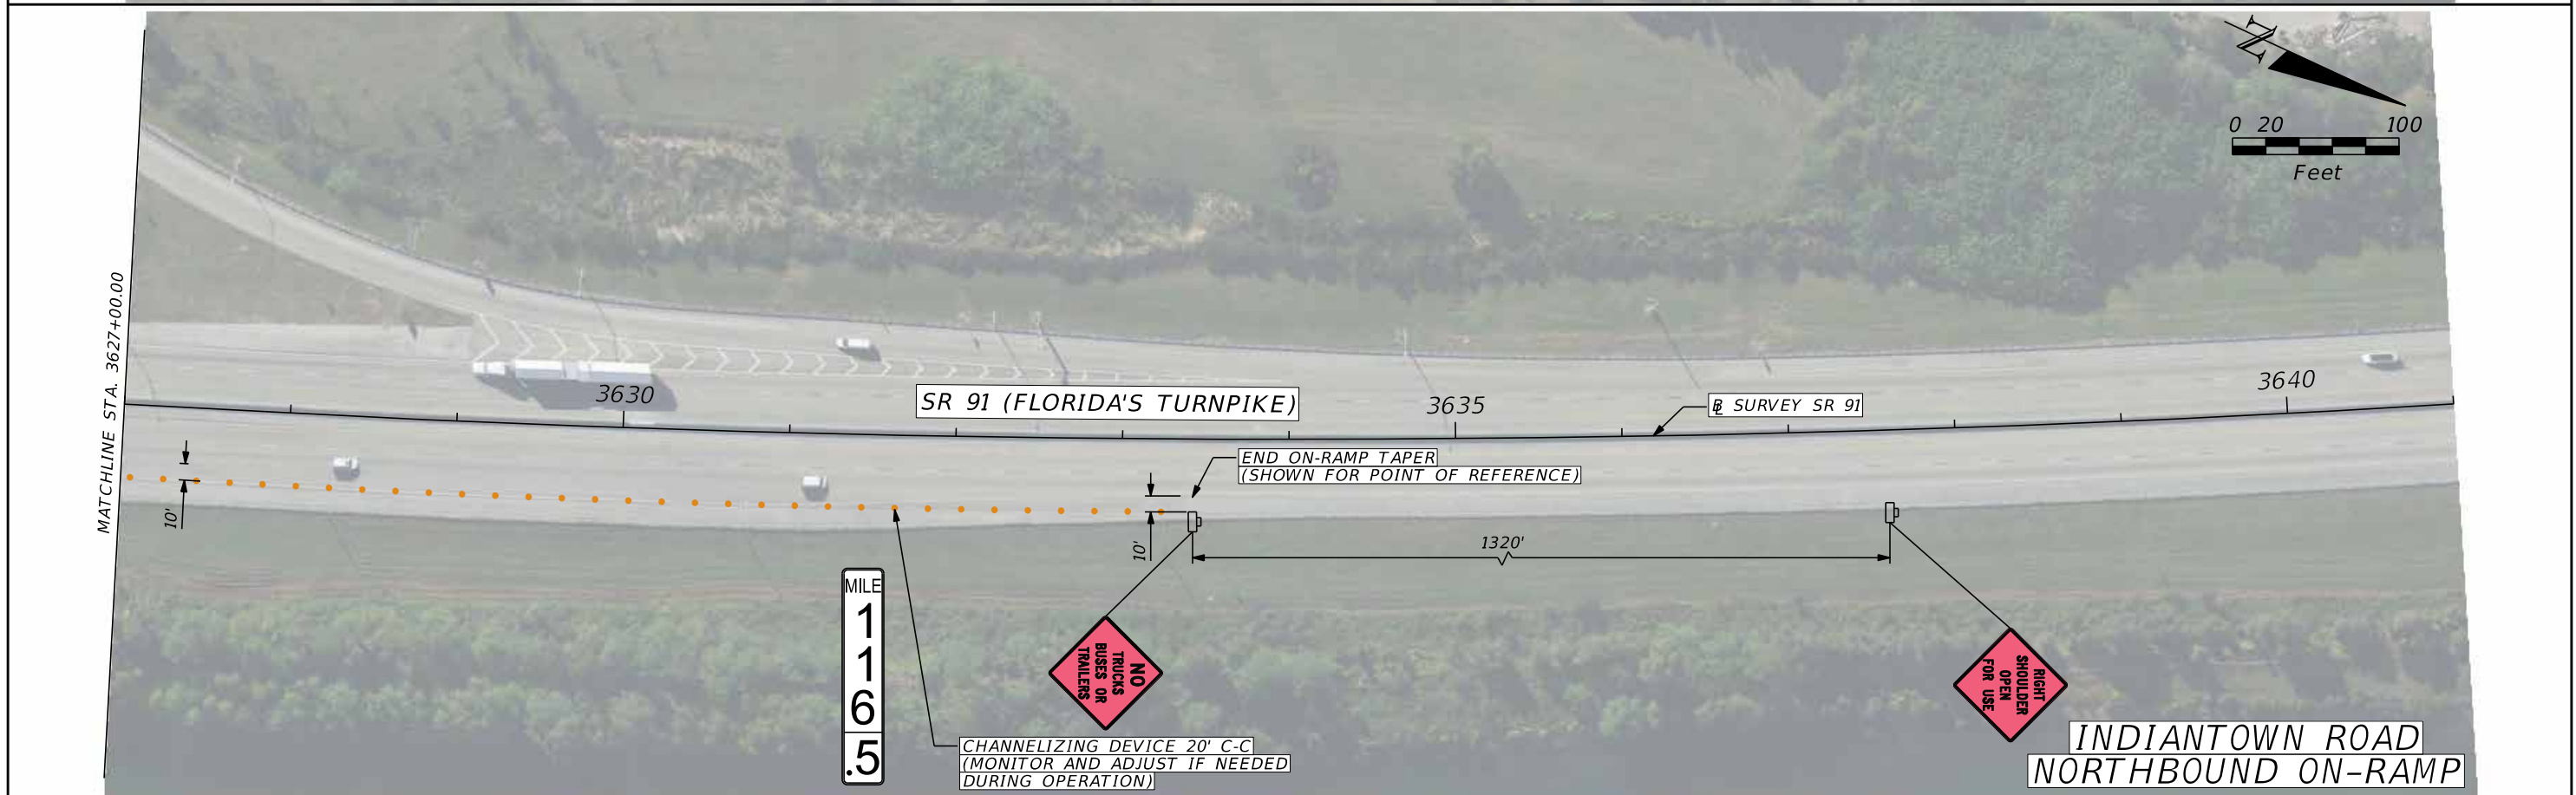 N
0 20 100
Feet
MATCHLINE STA. 3627+00.00
3630
SR 91 (FLORIDA'S TURNPIKE)
3635
℄ SURVEY SR 91
3640
END ON-RAMP TAPER
(SHOWN FOR POINT OF REFERENCE)
10'
10'
1320'
MILE
1
1
6
.5
NO
TRUCKS
BUSES OR
TRAILERS
RIGHT
SHOULDER
OPEN
FOR USE
CHANNELIZING DEVICE 20' C-C
(MONITOR AND ADJUST IF NEEDED
DURING OPERATION)
INDIANTOWN ROAD
NORTHBOUND ON-RAMP